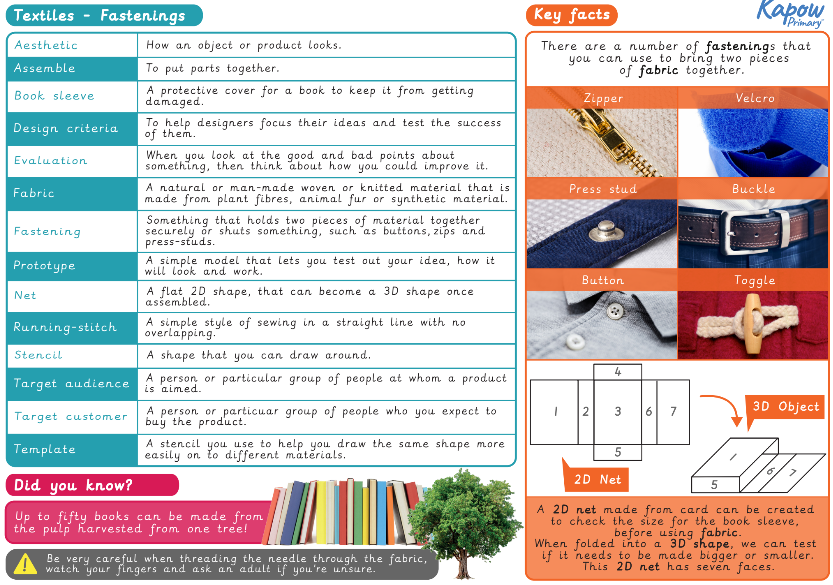 Textiles - Fastenings
Aesthetic
How an object or product looks.
Assemble
To put parts together.
Book sleeve
A protective cover for a book to keep it from getting
damaged.
Design criteria
To help designers focus their ideas and test the success
of them.
Evaluation
When you look at the good and bad points about
something, then think about how you could improve it.
Fabric
A natural or man-made woven or knitted material that is
made from plant fibres, animal fur or synthetic material.
Fastening
Something that holds two pieces of material together
securely or shuts something, such as buttons, zips and
press-studs.
Prototype
A simple model that lets you test out your idea, how it
will look and work.
Net
A flat 2D shape, that can become a 3D shape once
assembled.
Running-stitch
A simple style of sewing in a straight line with no
overlapping.
Stencil
A shape that you can draw around.
Target audience
A person or particular group of people at whom a product
is aimed.
Target customer
A person or particuar group of people who you expect to
buy the product.
Template
A stencil you use to help you draw the same shape more
easily on to different materials.
Did you know?
Up to fifty books can be made from
the pulp harvested from one tree!
Be very careful when threading the needle through the fabric,
watch your fingers and ask an adult if you're unsure.
Key facts
Kapow
Primary
There are a number of fastenings that
you can use to bring two pieces
of fabric together.
Zipper
Velcro
Press stud
Buckle
Button
Toggle
4
1 2 3 6 7
5
2D Net
3D Object
1
5
6
7
A 2D net made from card can be created
to check the size for the book sleeve,
before using fabric.
When folded into a 3D shape, we can test
if it needs to be made bigger or smaller.
This 2D net has seven faces.